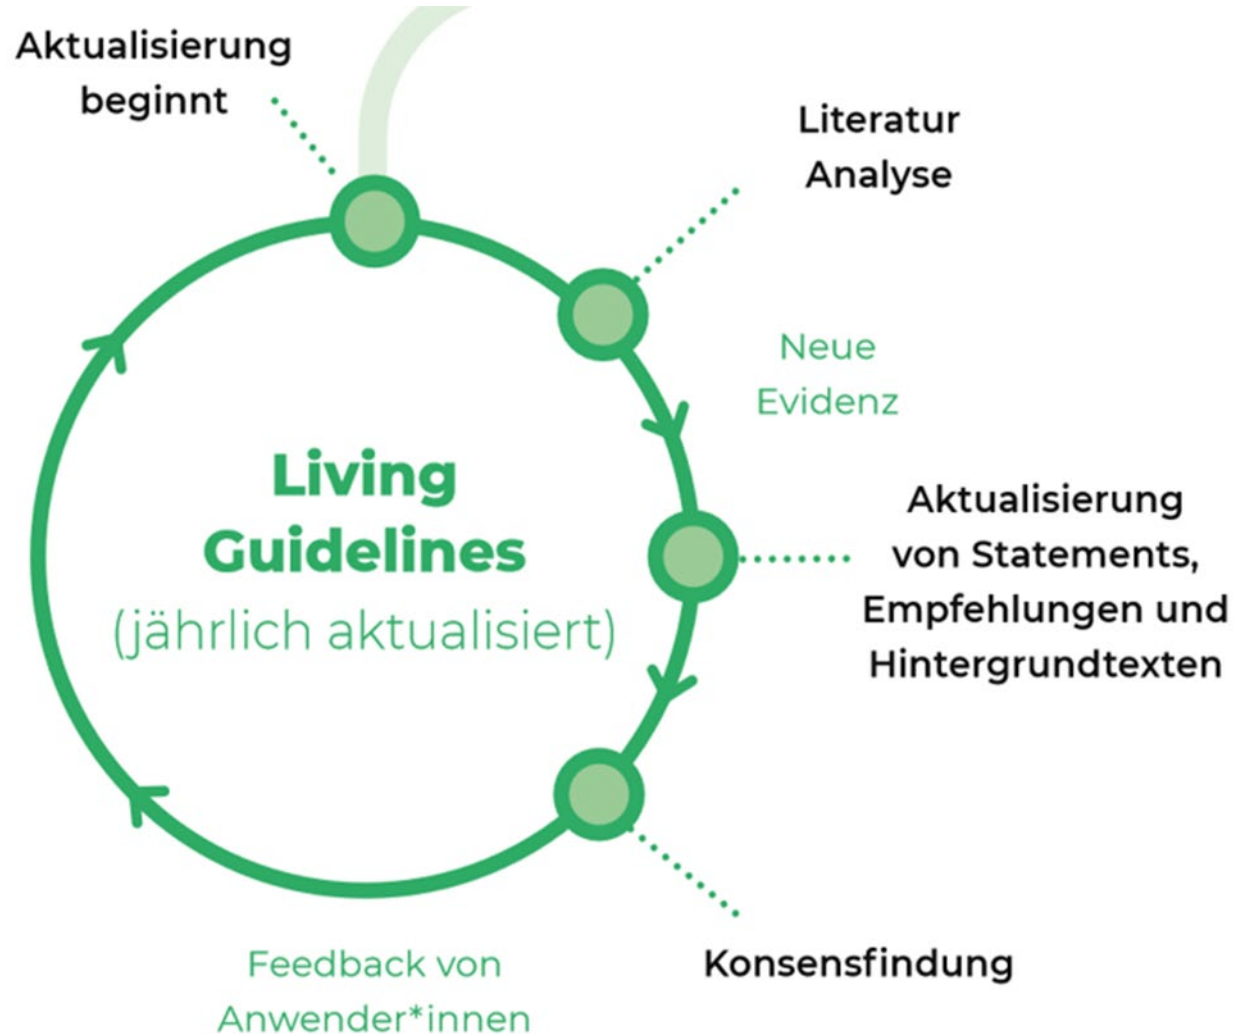 Aktualisierung
beginnt
Literatur
Analyse
Neue
Evidenz
Aktualisierung
von Statements,
Empfehlungen und
Hintergrundtexten
Living
Guidelines
(jährlich aktualisiert)
Konsensfindung
Feedback von
Anwender*innen